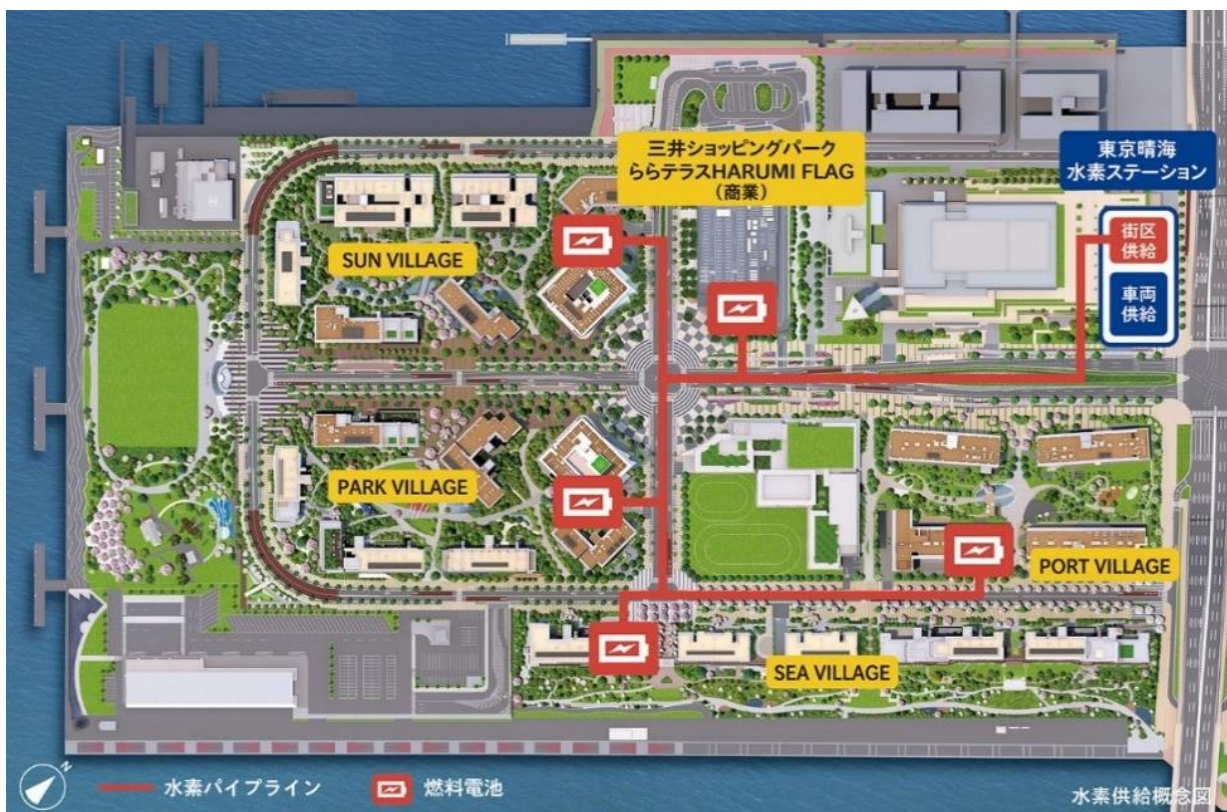 三井ショッピングパーク
ららテラスHARUMI FLAG
(商業)
東京晴海
水素ステーション
街区
供給
車両
供給
SUN VILLAGE
PARK VILLAGE
PORT VILLAGE
SEA VILLAGE
N
水素パイプライン
燃料電池
水素供給概念図